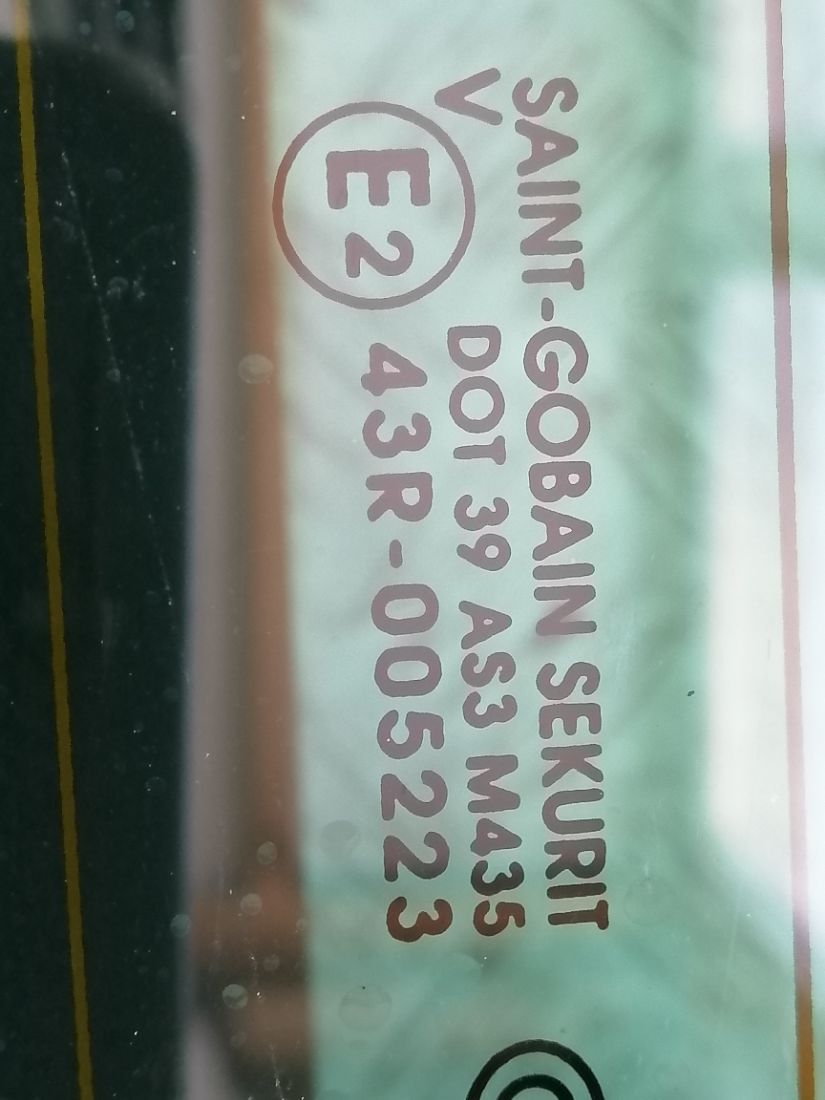 SAINT-GOBAIN SEKURIT
V
DOT 39 AS3 M435
E2
43R-005223